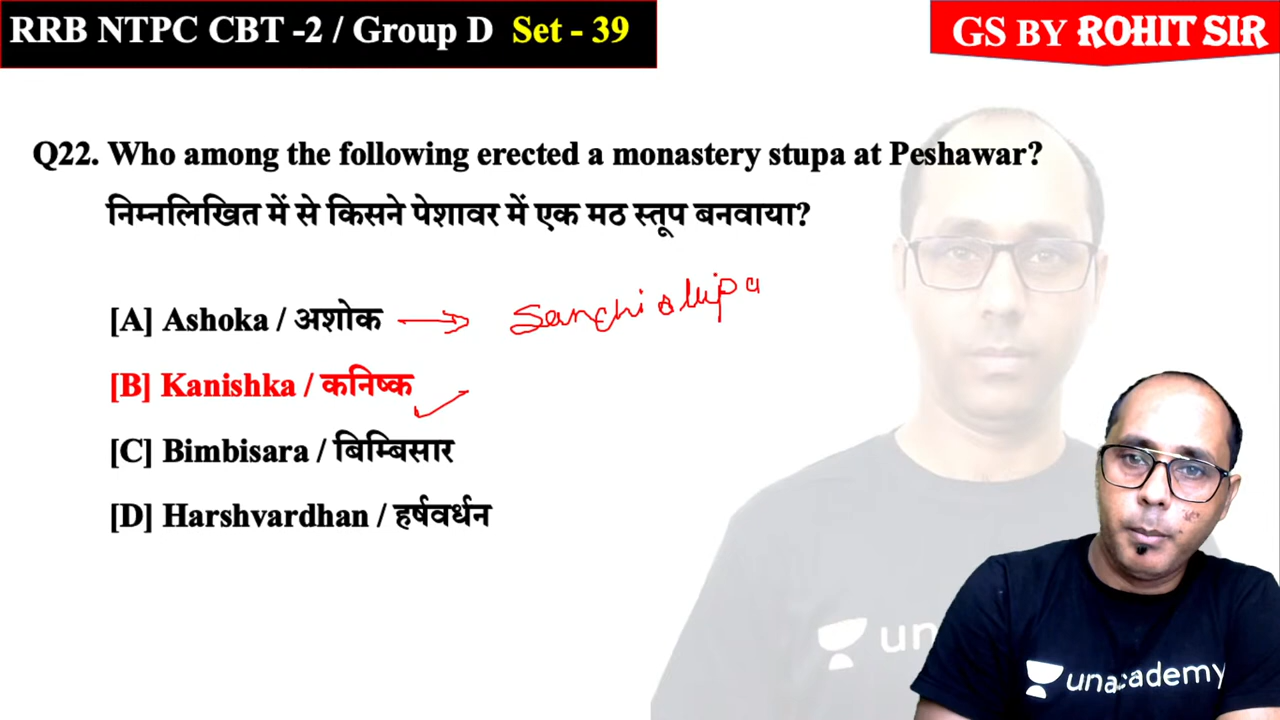 RRB NTPC CBT -2 / Group D Set - 39
GS BY ROHIT SIR
Q22. Who among the following erected a monastery stupa at Peshawar?
निम्नलिखित में से किसने पेशावर में एक मठ स्तूप बनवाया?
[A] Ashoka / अशोक → Sanchi stupa
[B] Kanishka / कनिष्क
[C] Bimbisara / बिम्बिसार
[D] Harshvardhan / हर्षवर्धन
un
unacademy